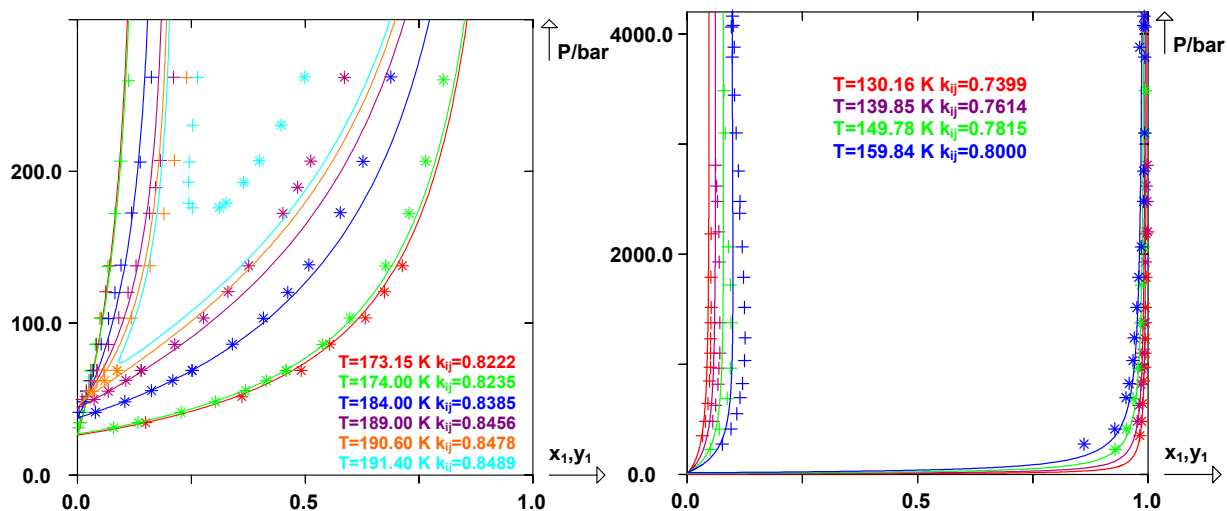 P/bar
200.0
100.0
0.0
T=173.15 K kij=0.8222
T=174.00 K kij=0.8235
T=184.00 K kij=0.8385
T=189.00 K kij=0.8456
T=190.60 K kij=0.8478
T=191.40 K kij=0.8489
x1,y1
0.0
0.5
1.0
4000.0
P/bar
T=130.16 K kij=0.7399
T=139.85 K kij=0.7614
T=149.78 K kij=0.7815
T=159.84 K kij=0.8000
2000.0
0.0
x1,y1
0.0
0.5
1.0